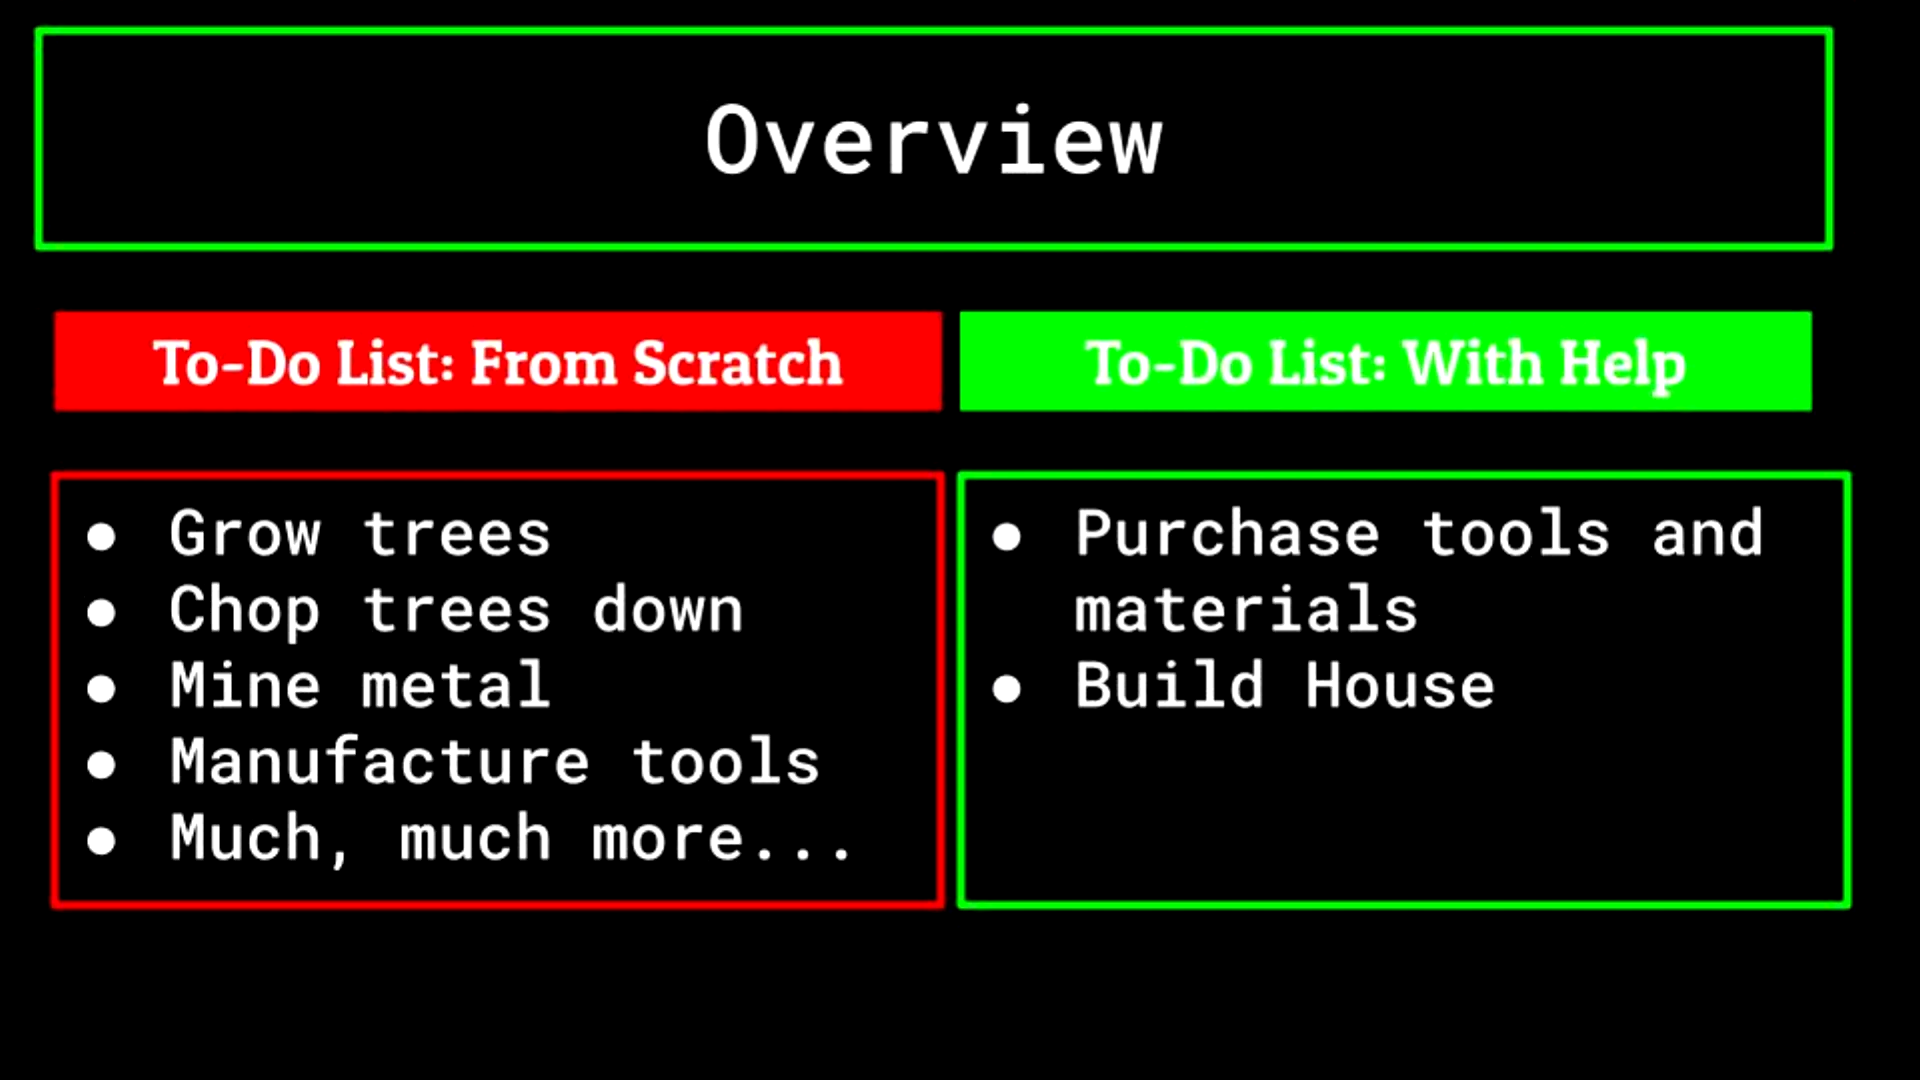 Overview
To-Do List: From Scratch
To-Do List: With Help
● Grow trees
● Chop trees down
● Mine metal
● Manufacture tools
● Much, much more...
● Purchase tools and
materials
● Build House